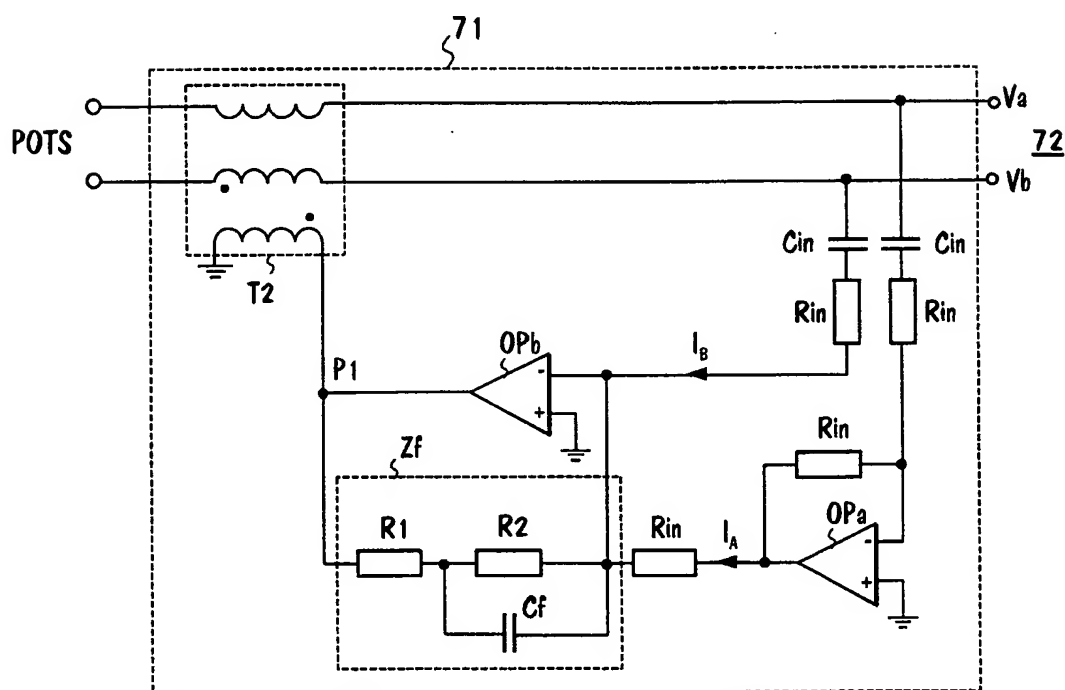 71
Va
POTS
72
Vb
Cin
Cin
T2
Rin
Rin
OPb
IB
P1
-
+
Zf
Rin
R1
R2
Rin
IA
OPa
-
+
Cf